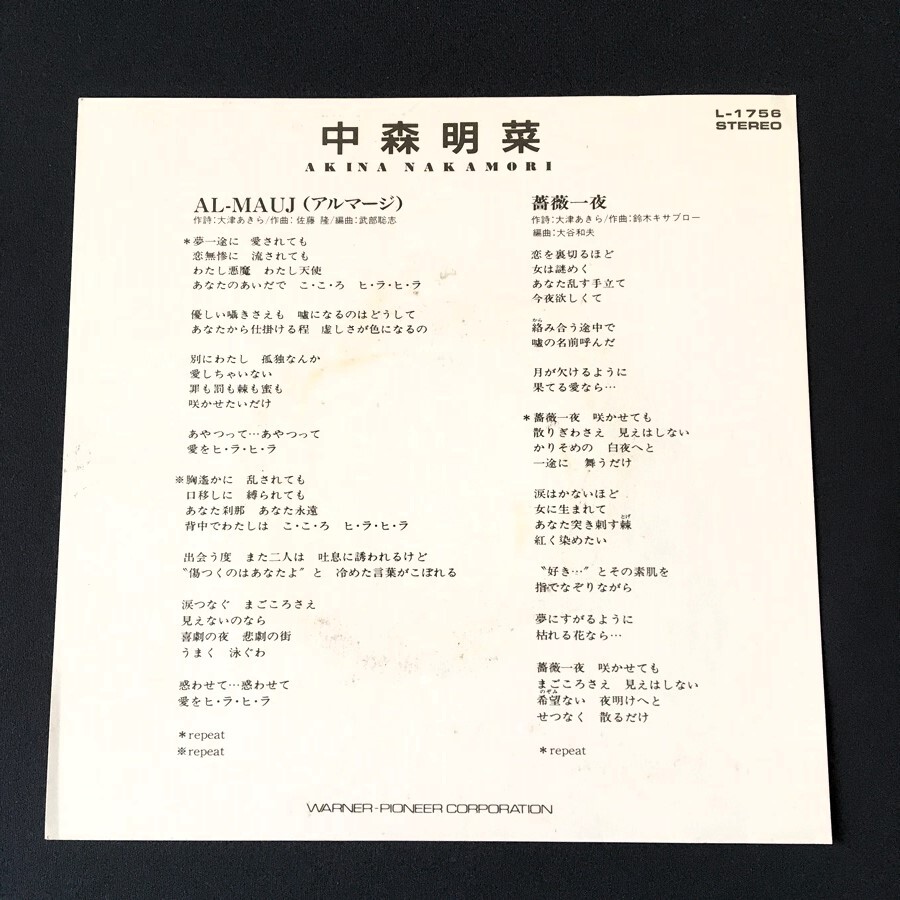 L-1756
STEREO
中森明菜
AKINA NAKAMORI
AL-MAUJ（アルマージ）
作詩：大津あきら/作曲：佐藤 隆/編曲：武部聡志
＊夢一途に 愛されても
恋無惨に 流されても
わたし悪魔 わたし天使
あなたのあいだで こ・こ・ろ ヒ・ラ・ヒ・ラ
優しい囁きさえも 嘘になるのはどうして
あなたから仕掛ける程 虚しさが色になるの
別にわたし 孤独なんか
愛しちゃいない
罪も罰も棘も蜜も
咲かせたいだけ
あやつって…あやつって
愛をヒ・ラ・ヒ・ラ
※胸遙かに 乱されても
口移しに 縛られても
あなた刹那 あなた永遠
背中でわたしは こ・こ・ろ ヒ・ラ・ヒ・ラ
出会う度 また二人は 吐息に誘われるけど
“傷つくのはあなたよ”と 冷めた言葉がこぼれる
涙つなぐ まごころさえ
見えないのなら
喜劇の夜 悲劇の街
うまく 泳ぐわ
惑わせて…惑わせて
愛をヒ・ラ・ヒ・ラ
＊repeat
※repeat
薔薇一夜
作詩：大津あきら/作曲：鈴木キサブロー
編曲：大谷和夫
恋を裏切るほど
女は謎めく
あなた乱す手立て
今夜欲しくて
から
絡み合う途中で
嘘の名前呼んだ
月が欠けるように
果てる愛なら…
＊薔薇一夜 咲かせても
散りぎわさえ 見えはしない
かりそめの 白夜へと
一途に 舞うだけ
涙はかないほど
女に生まれて
とげ
あなた突き刺す棘
紅く染めたい
“好き…”とその素肌を
指でなぞりながら
夢にすがるように
枯れる花なら…
薔薇一夜 咲かせても
まごころさえ 見えはしない
のぞみ
希望ない 夜明けへと
せつなく 散るだけ
＊repeat
WARNER-PIONEER CORPORATION